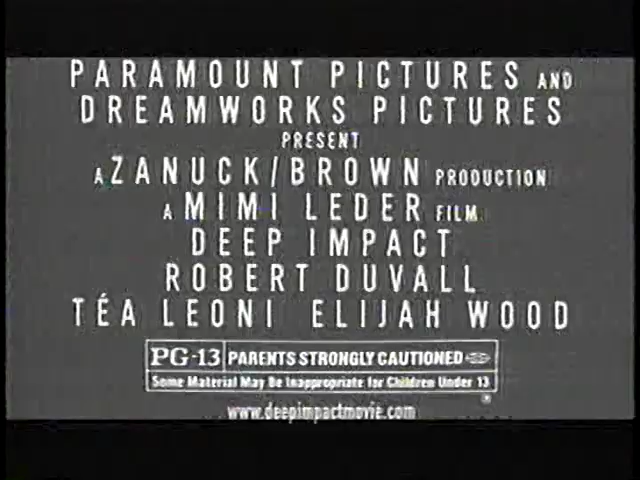 PARAMOUNT PICTURES AND
DREAMWORKS PICTURES
PRESENT
A ZANUCK/BROWN PRODUCTION
A MIMI LEDER FILM
DEEP IMPACT
ROBERT DUVALL
TÉA LEONI ELIJAH WOOD
PG-13 PARENTS STRONGLY CAUTIONED
Some Material May Be Inappropriate for Children Under 13
www.deepimpactmovie.com